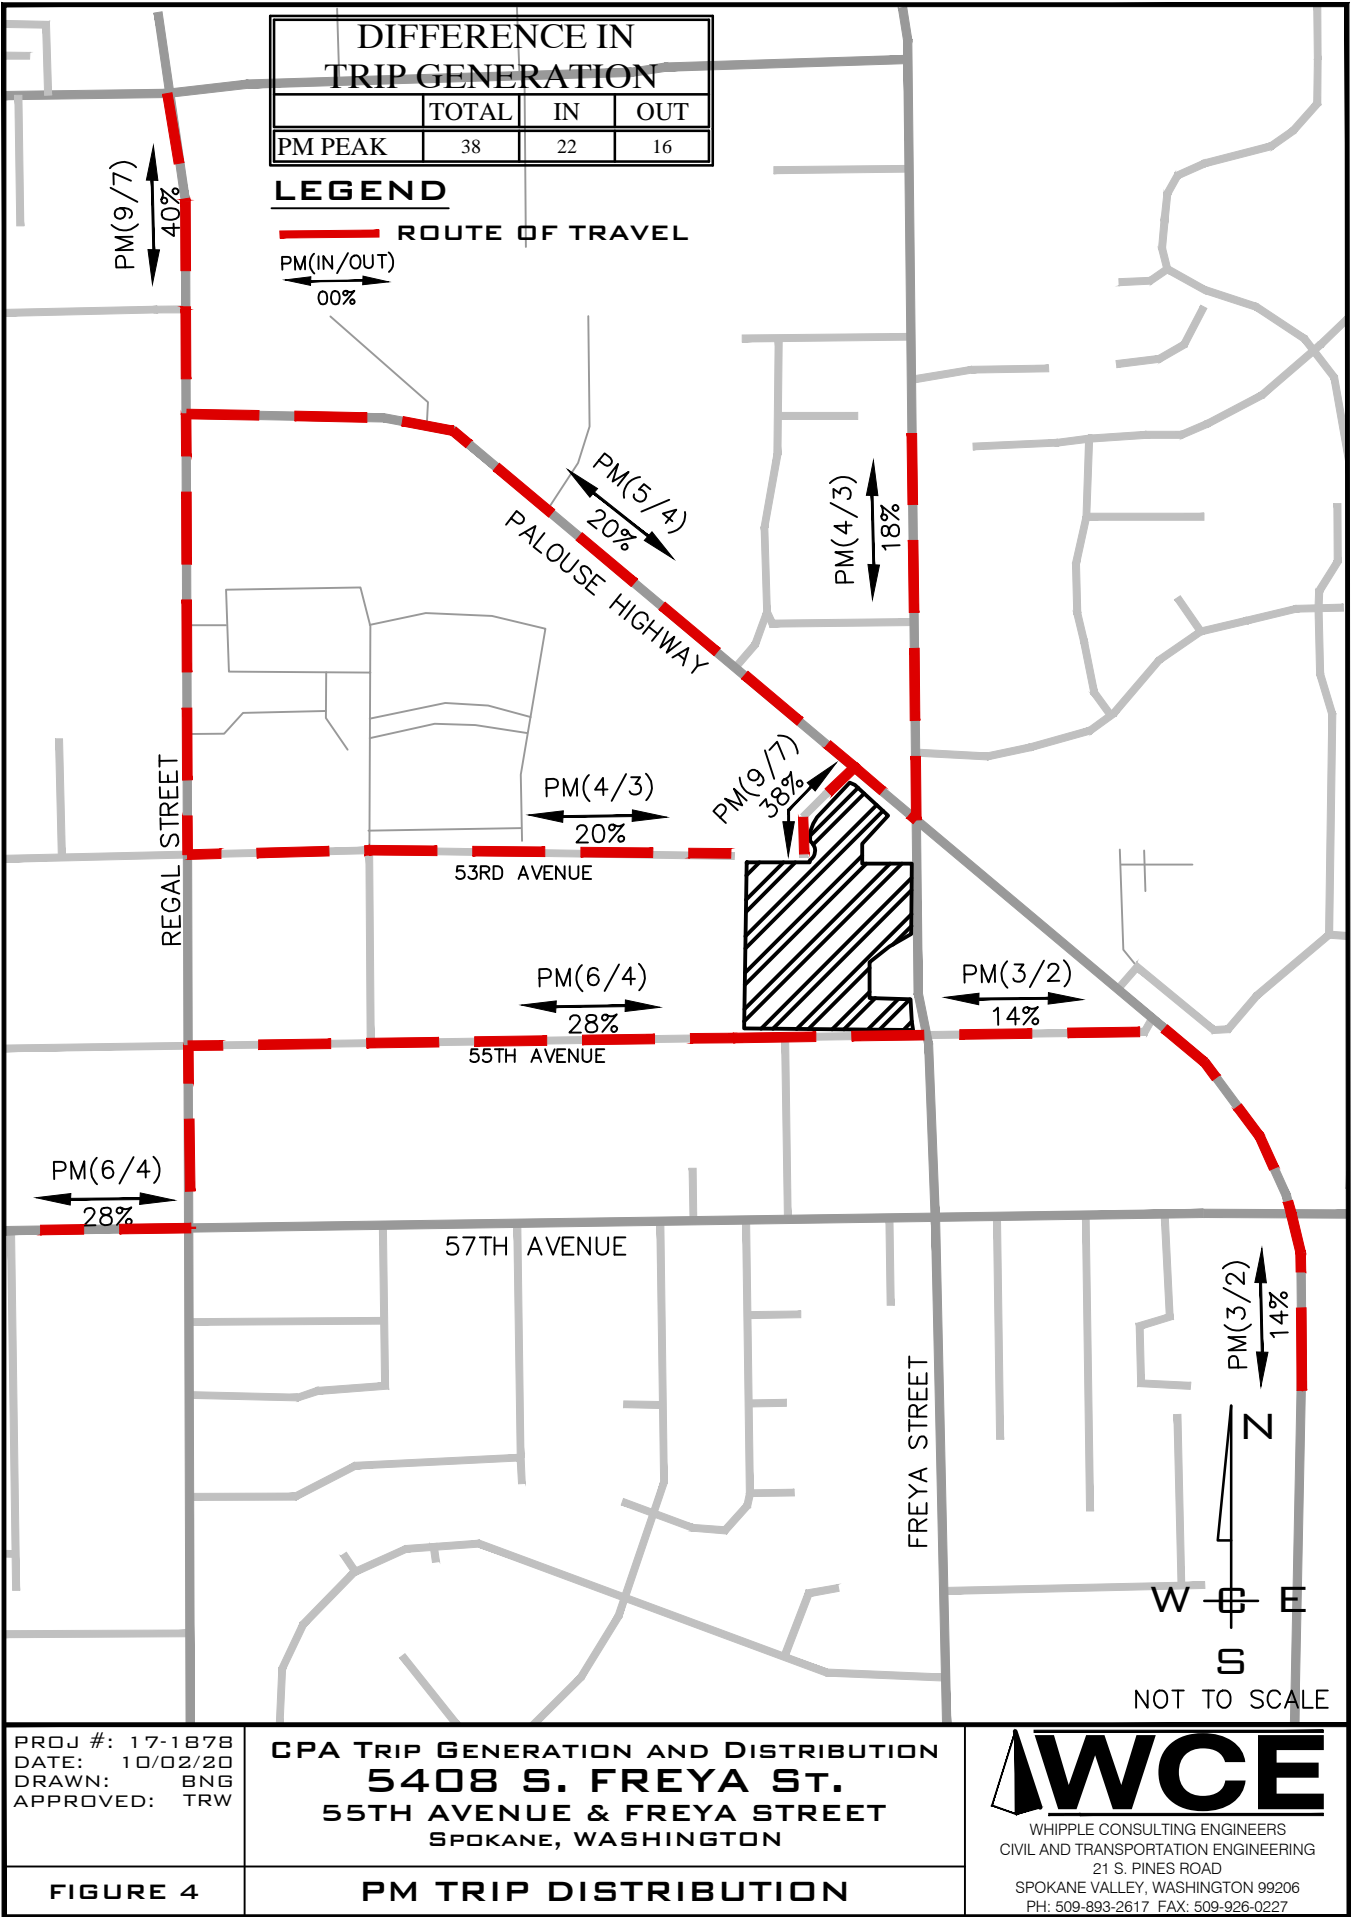 DIFFERENCE IN
TRIP GENERATION
TOTAL IN OUT
PM PEAK 38 22 16
LEGEND
ROUTE OF TRAVEL
PM(IN/OUT)
00%
PM(9/7)
40%
PM(5/4)
20%
PALOUSE HIGHWAY
PM(4/3)
18%
PM(9/7)
38%
REGAL STREET
PM(4/3)
20%
53RD AVENUE
PM(6/4)
28%
55TH AVENUE
PM(3/2)
14%
PM(6/4)
28%
57TH AVENUE
PM(3/2)
14%
FREYA STREET
N
W E
S
NOT TO SCALE
PROJ #: 17-1878
DATE: 10/02/20
DRAWN: BNG
APPROVED: TRW
FIGURE 4
CPA TRIP GENERATION AND DISTRIBUTION
5408 S. FREYA ST.
55TH AVENUE & FREYA STREET
SPOKANE, WASHINGTON
PM TRIP DISTRIBUTION
WCE
WHIPPLE CONSULTING ENGINEERS
CIVIL AND TRANSPORTATION ENGINEERING
21 S. PINES ROAD
SPOKANE VALLEY, WASHINGTON 99206
PH: 509-893-2617 FAX: 509-926-0227